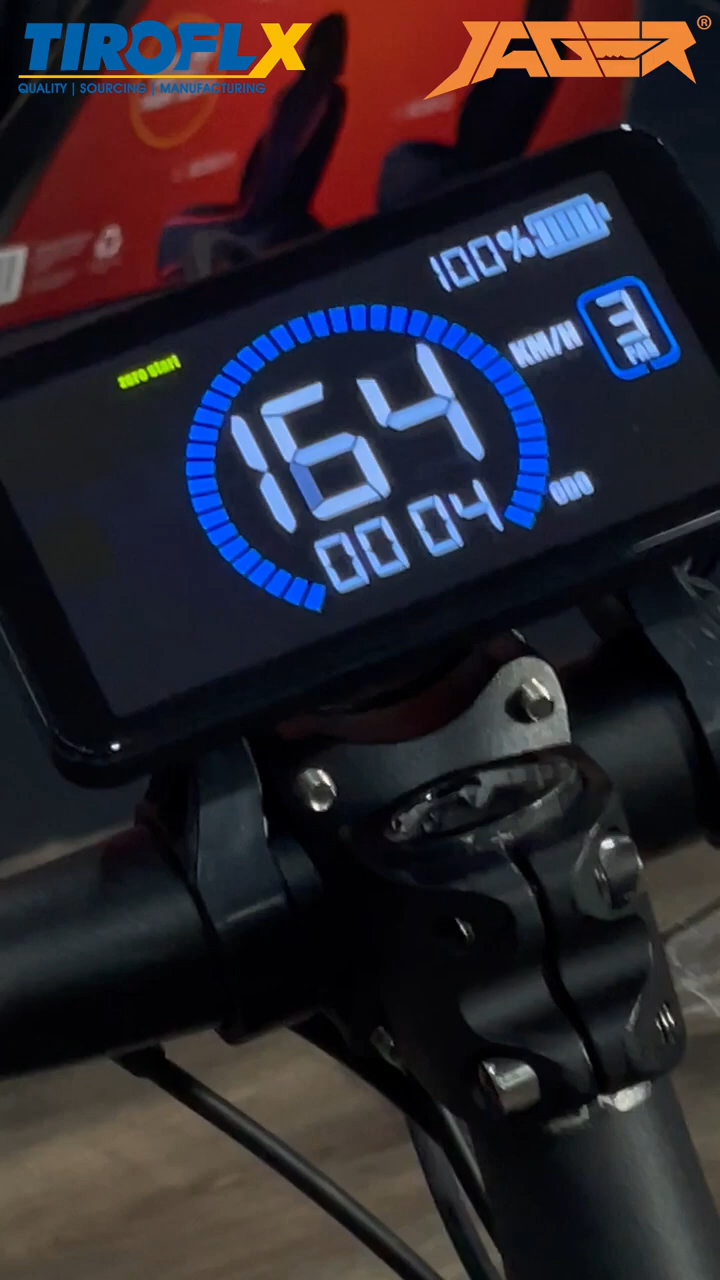 TIROFLX
QUALITY | SOURCING | MANUFACTURING
JAGER®
100%
zero start
KM/H
3
PAS
164
0004
ODO